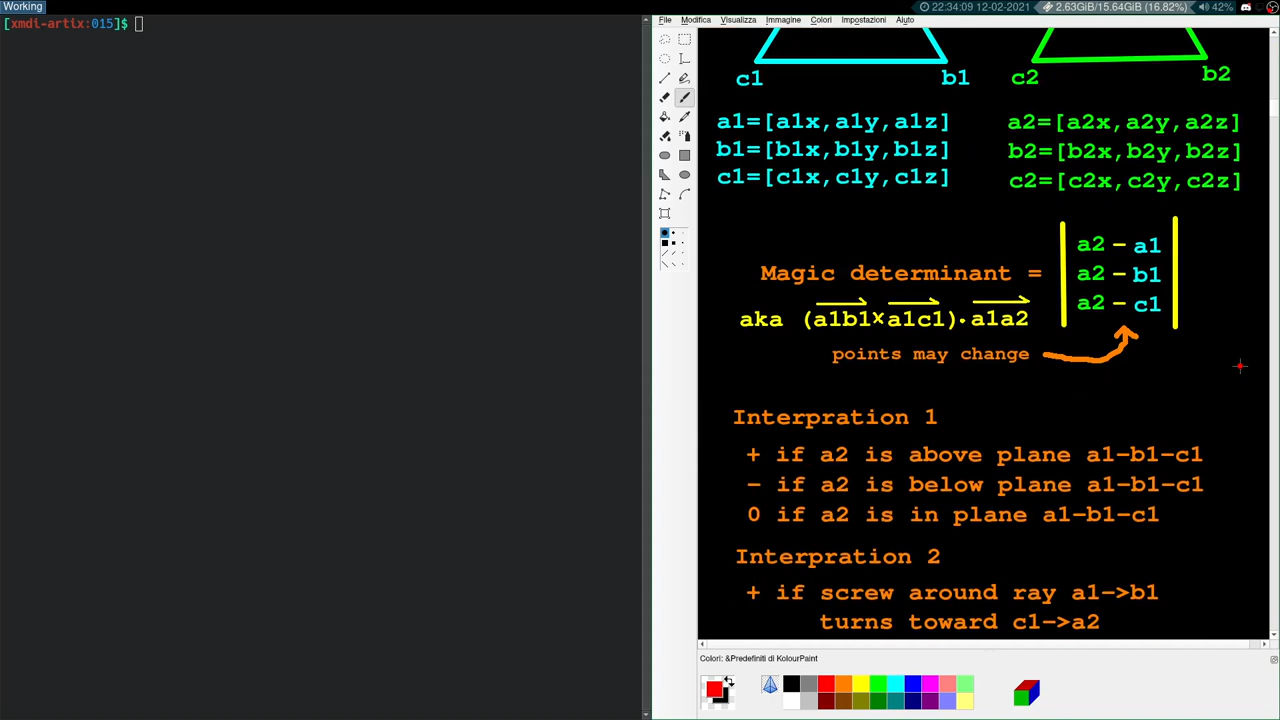 Working
22:34:09 12-02-2021 2.63GiB/15.64GiB (16.82%) 42%
[xmdi-artix:015]$
File Modifica Visualizza Immagine Colori Impostazioni Aiuto
c1 b1 c2 b2
a1=[a1x,a1y,a1z] a2=[a2x,a2y,a2z]
b1=[b1x,b1y,b1z] b2=[b2x,b2y,b2z]
c1=[c1x,c1y,c1z] c2=[c2x,c2y,c2z]
a2-a1
Magic determinant = a2-b1
a2-c1
aka (a1b1×a1c1)·a1a2
points may change
Interpration 1
+ if a2 is above plane a1-b1-c1
- if a2 is below plane a1-b1-c1
0 if a2 is in plane a1-b1-c1
Interpration 2
+ if screw around ray a1->b1
turns toward c1->a2
Colori: &Predefiniti di KolourPaint